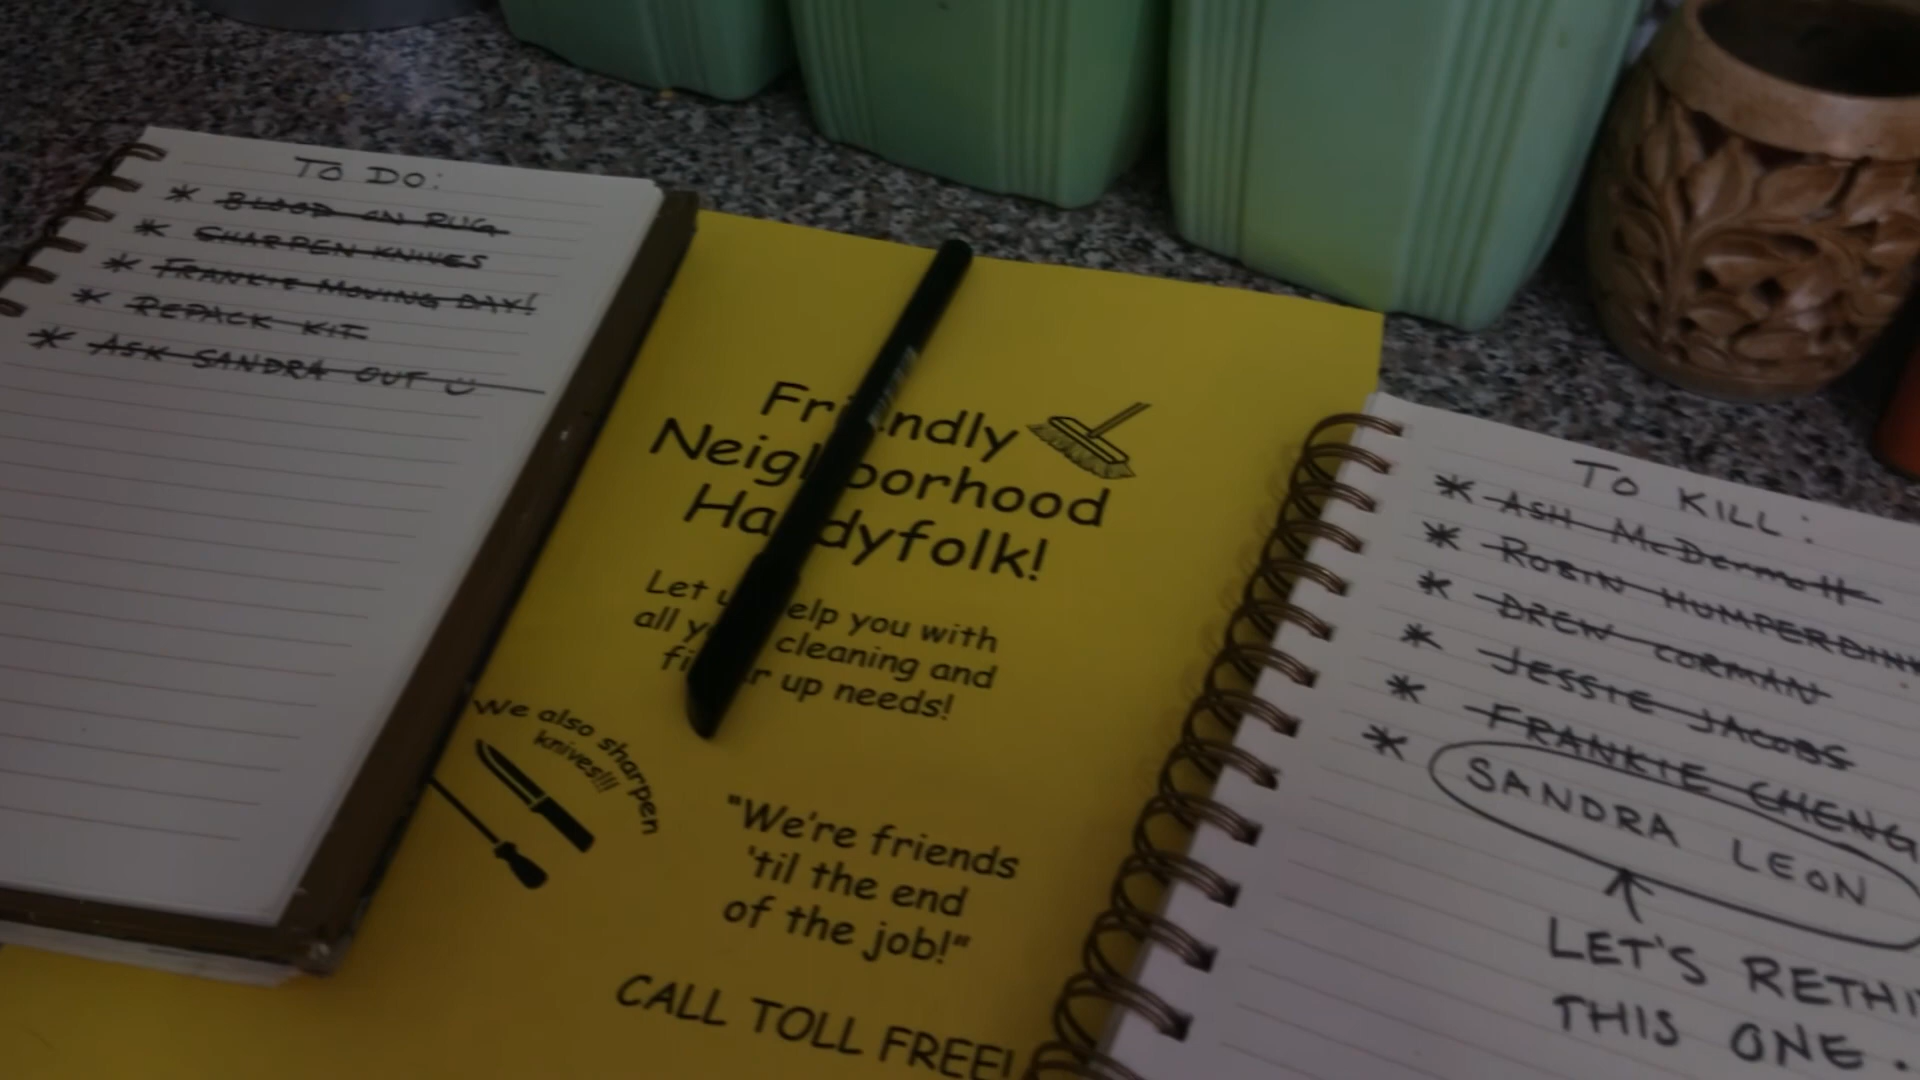 TO DO:
* BLOOD ON RUG
* SHARPEN KNIVES
* FRANKIE MOVING DAY!
* REPACK KIT
* ASK SANDRA OUT
Friendly
Neighborhood
Handyfolk!
Let us help you with
all your cleaning and
fixer up needs!
We also sharpen
knives!!!
"We're friends
'til the end
of the job!"
CALL TOLL FREE!
TO KILL:
* ASH McDermott
* ROBIN HUMPERDINK
* DREW CORMAN
* JESSIE JACOBS
* FRANKIE CHENG
* SANDRA LEON
LET'S RETHI
THIS ONE.